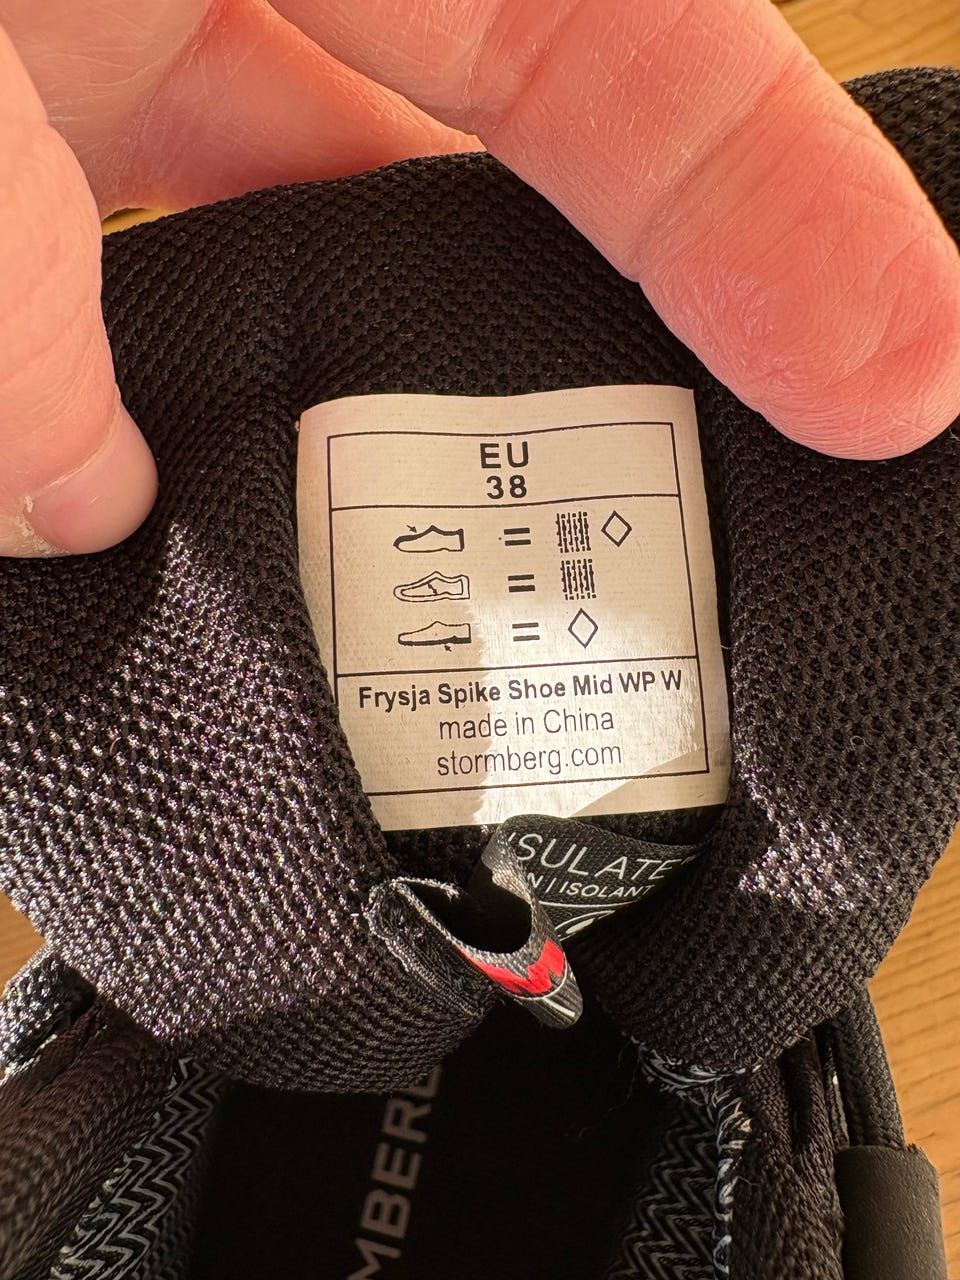 EU
38
Frysja Spike Shoe Mid WP W
made in China
stormberg.com